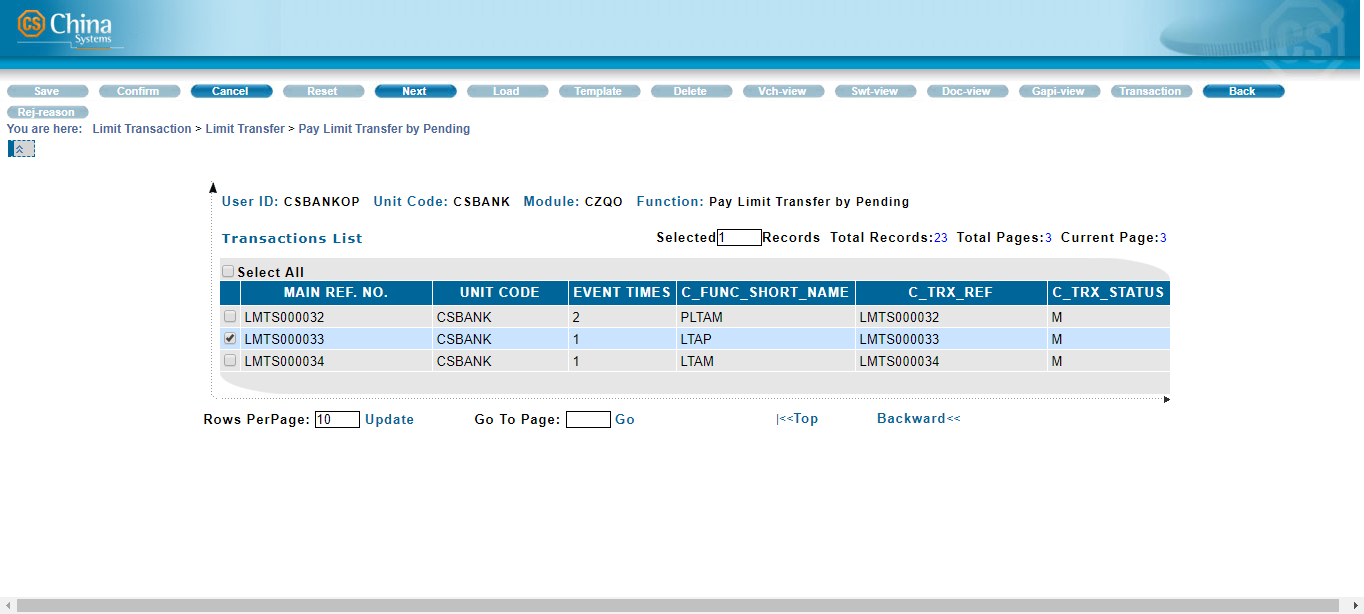 CS China
Systems
Save Confirm Cancel Reset Next Load Template Delete Vch-view Swt-view Doc-view Gapi-view Transaction Back
Rej-reason
You are here: Limit Transaction > Limit Transfer > Pay Limit Transfer by Pending
User ID: CSBANKOP Unit Code: CSBANK Module: CZQO Function: Pay Limit Transfer by Pending
Transactions List Selected 1 Records Total Records:23 Total Pages:3 Current Page:3
Select All
MAIN REF. NO. UNIT CODE EVENT TIMES C_FUNC_SHORT_NAME C_TRX_REF C_TRX_STATUS
LMTS000032 CSBANK 2 PLTAM LMTS000032 M
LMTS000033 CSBANK 1 LTAP LMTS000033 M
LMTS000034 CSBANK 1 LTAM LMTS000034 M
Rows PerPage: 10 Update Go To Page: Go |<<Top Backward<<